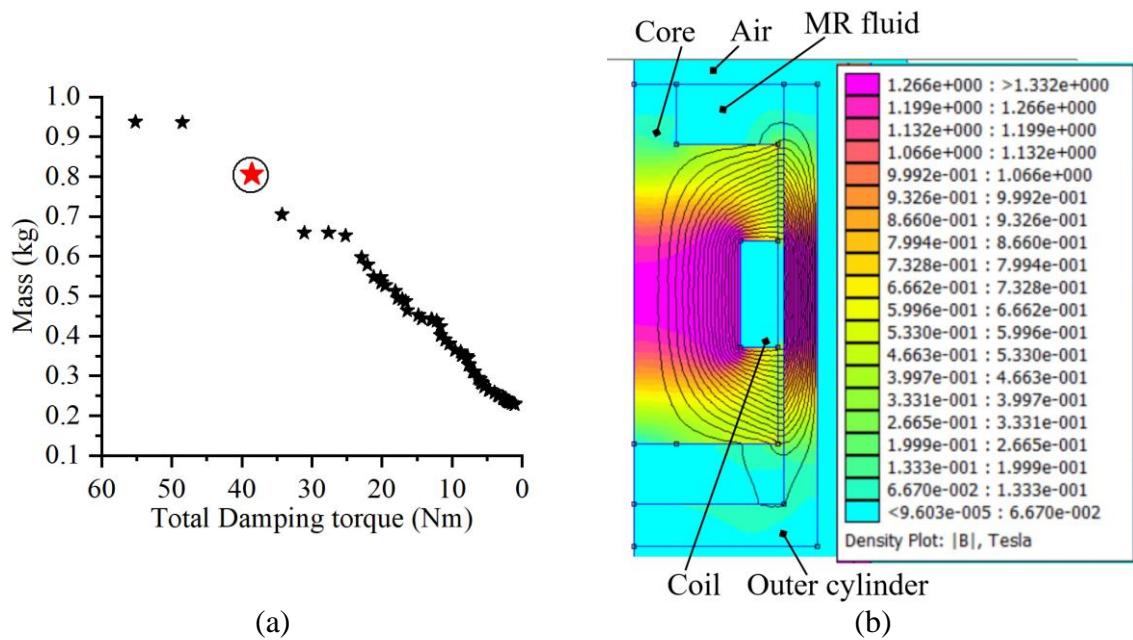 1.0
0.9
0.8
0.7
0.6
0.5
0.4
0.3
0.2
0.1
Mass (kg)
60 50 40 30 20 10 0
Total Damping torque (Nm)
(a)
Core
Air
MR fluid
1.266e+000 : >1.332e+000
1.199e+000 : 1.266e+000
1.132e+000 : 1.199e+000
1.066e+000 : 1.132e+000
9.992e-001 : 1.066e+000
9.326e-001 : 9.992e-001
8.660e-001 : 9.326e-001
7.994e-001 : 8.660e-001
7.328e-001 : 7.994e-001
6.662e-001 : 7.328e-001
5.996e-001 : 6.662e-001
5.330e-001 : 5.996e-001
4.663e-001 : 5.330e-001
3.997e-001 : 4.663e-001
3.331e-001 : 3.997e-001
2.665e-001 : 3.331e-001
1.999e-001 : 2.665e-001
1.333e-001 : 1.999e-001
6.670e-002 : 1.333e-001
<9.603e-005 : 6.670e-002
Density Plot: |B|, Tesla
Coil
Outer cylinder
(b)